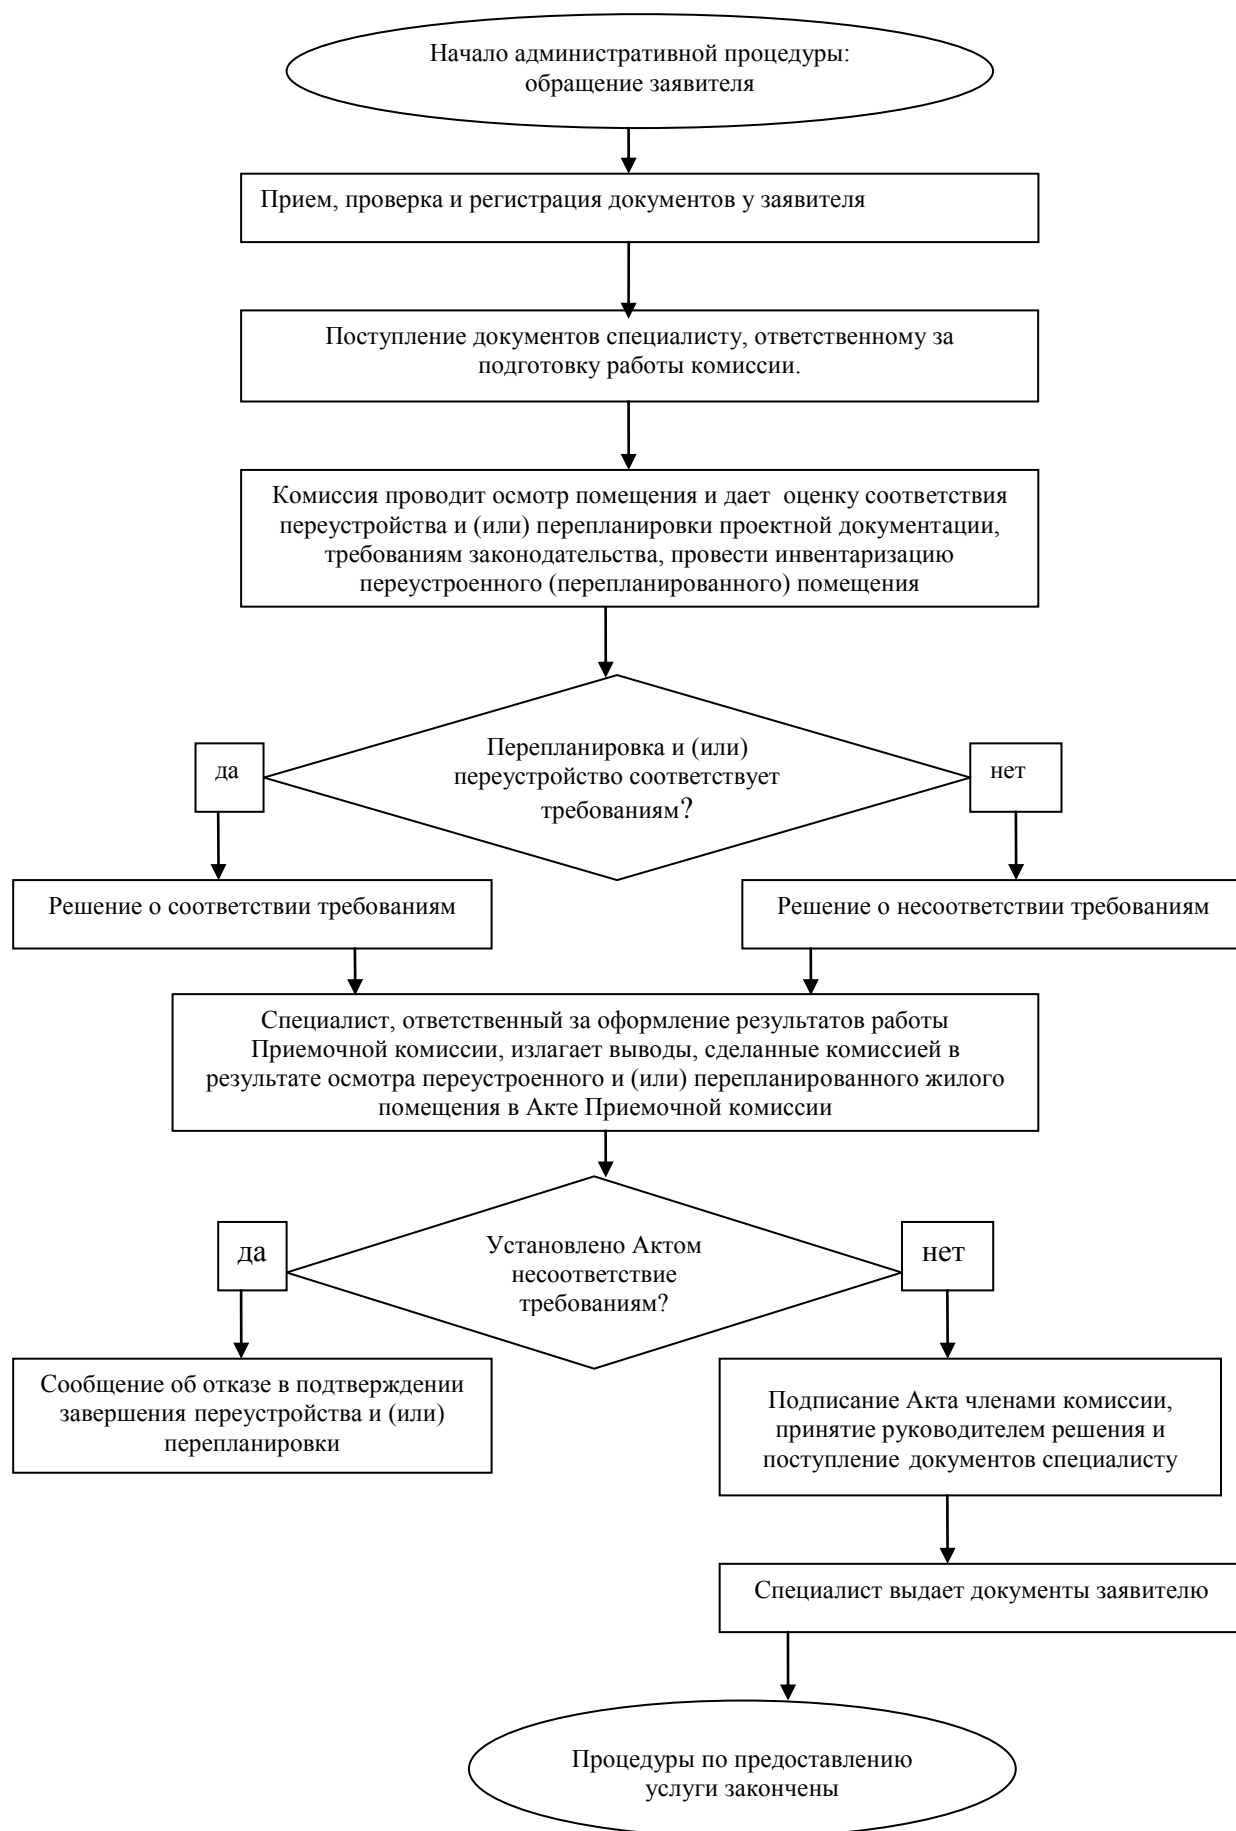 Начало административной процедуры:
обращение заявителя
Прием, проверка и регистрация документов у заявителя
Поступление документов специалисту, ответственному за
подготовку работы комиссии.
Комиссия проводит осмотр помещения и дает оценку соответствия
переустройства и (или) перепланировки проектной документации,
требованиям законодательства, провести инвентаризацию
переустроенного (перепланированного) помещения
да
Перепланировка и (или)
переустройство соответствует
требованиям?
нет
Решение о соответствии требованиям
Решение о несоответствии требованиям
Специалист, ответственный за оформление результатов работы
Приемочной комиссии, излагает выводы, сделанные комиссией в
результате осмотра переустроенного и (или) перепланированного жилого
помещения в Акте Приемочной комиссии
да
Установлено Актом
несоответствие
требованиям?
нет
Сообщение об отказе в подтверждении
завершения переустройства и (или)
перепланировки
Подписание Акта членами комиссии,
принятие руководителем решения и
поступление документов специалисту
Специалист выдает документы заявителю
Процедуры по предоставлению
услуги закончены